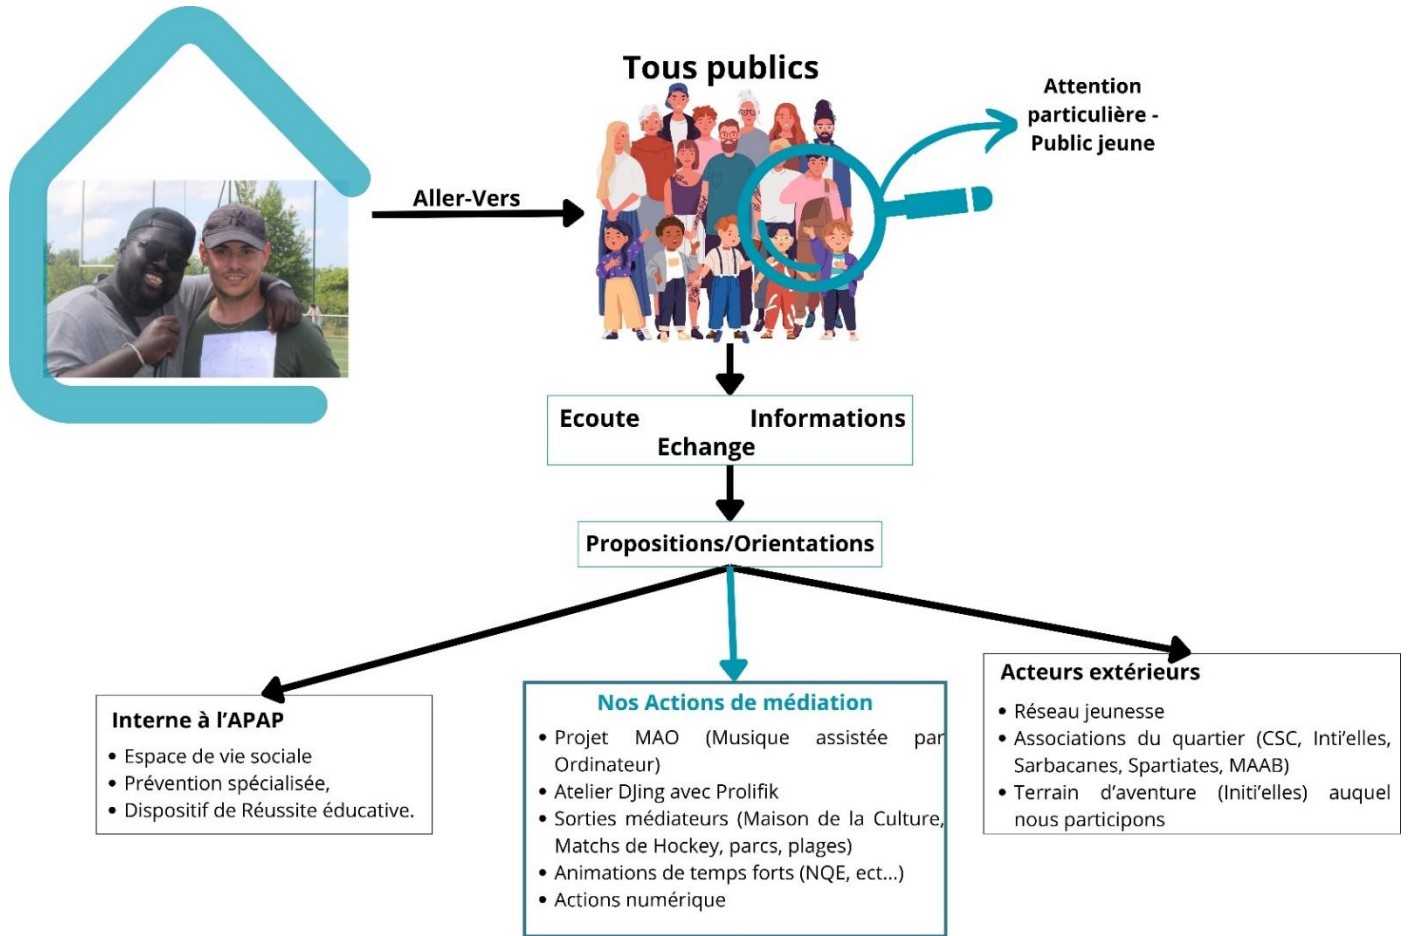 Tous publics
Attention
particulière -
Public jeune
Aller-Vers
Ecoute Informations
Echange
Propositions/Orientations
Interne à l'APAP
• Espace de vie sociale
• Prévention spécialisée,
• Dispositif de Réussite éducative.
Nos Actions de médiation
• Projet MAO (Musique assistée par
Ordinateur)
• Atelier DJing avec Prolifik
• Sorties médiateurs (Maison de la Culture,
Matchs de Hockey, parcs, plages)
• Animations de temps forts (NQE, ect...)
• Actions numérique
Acteurs extérieurs
• Réseau jeunesse
• Associations du quartier (CSC, Inti'elles,
Sarbacanes, Spartiates, MAAB)
• Terrain d'aventure (Initi'elles) auquel
nous participons